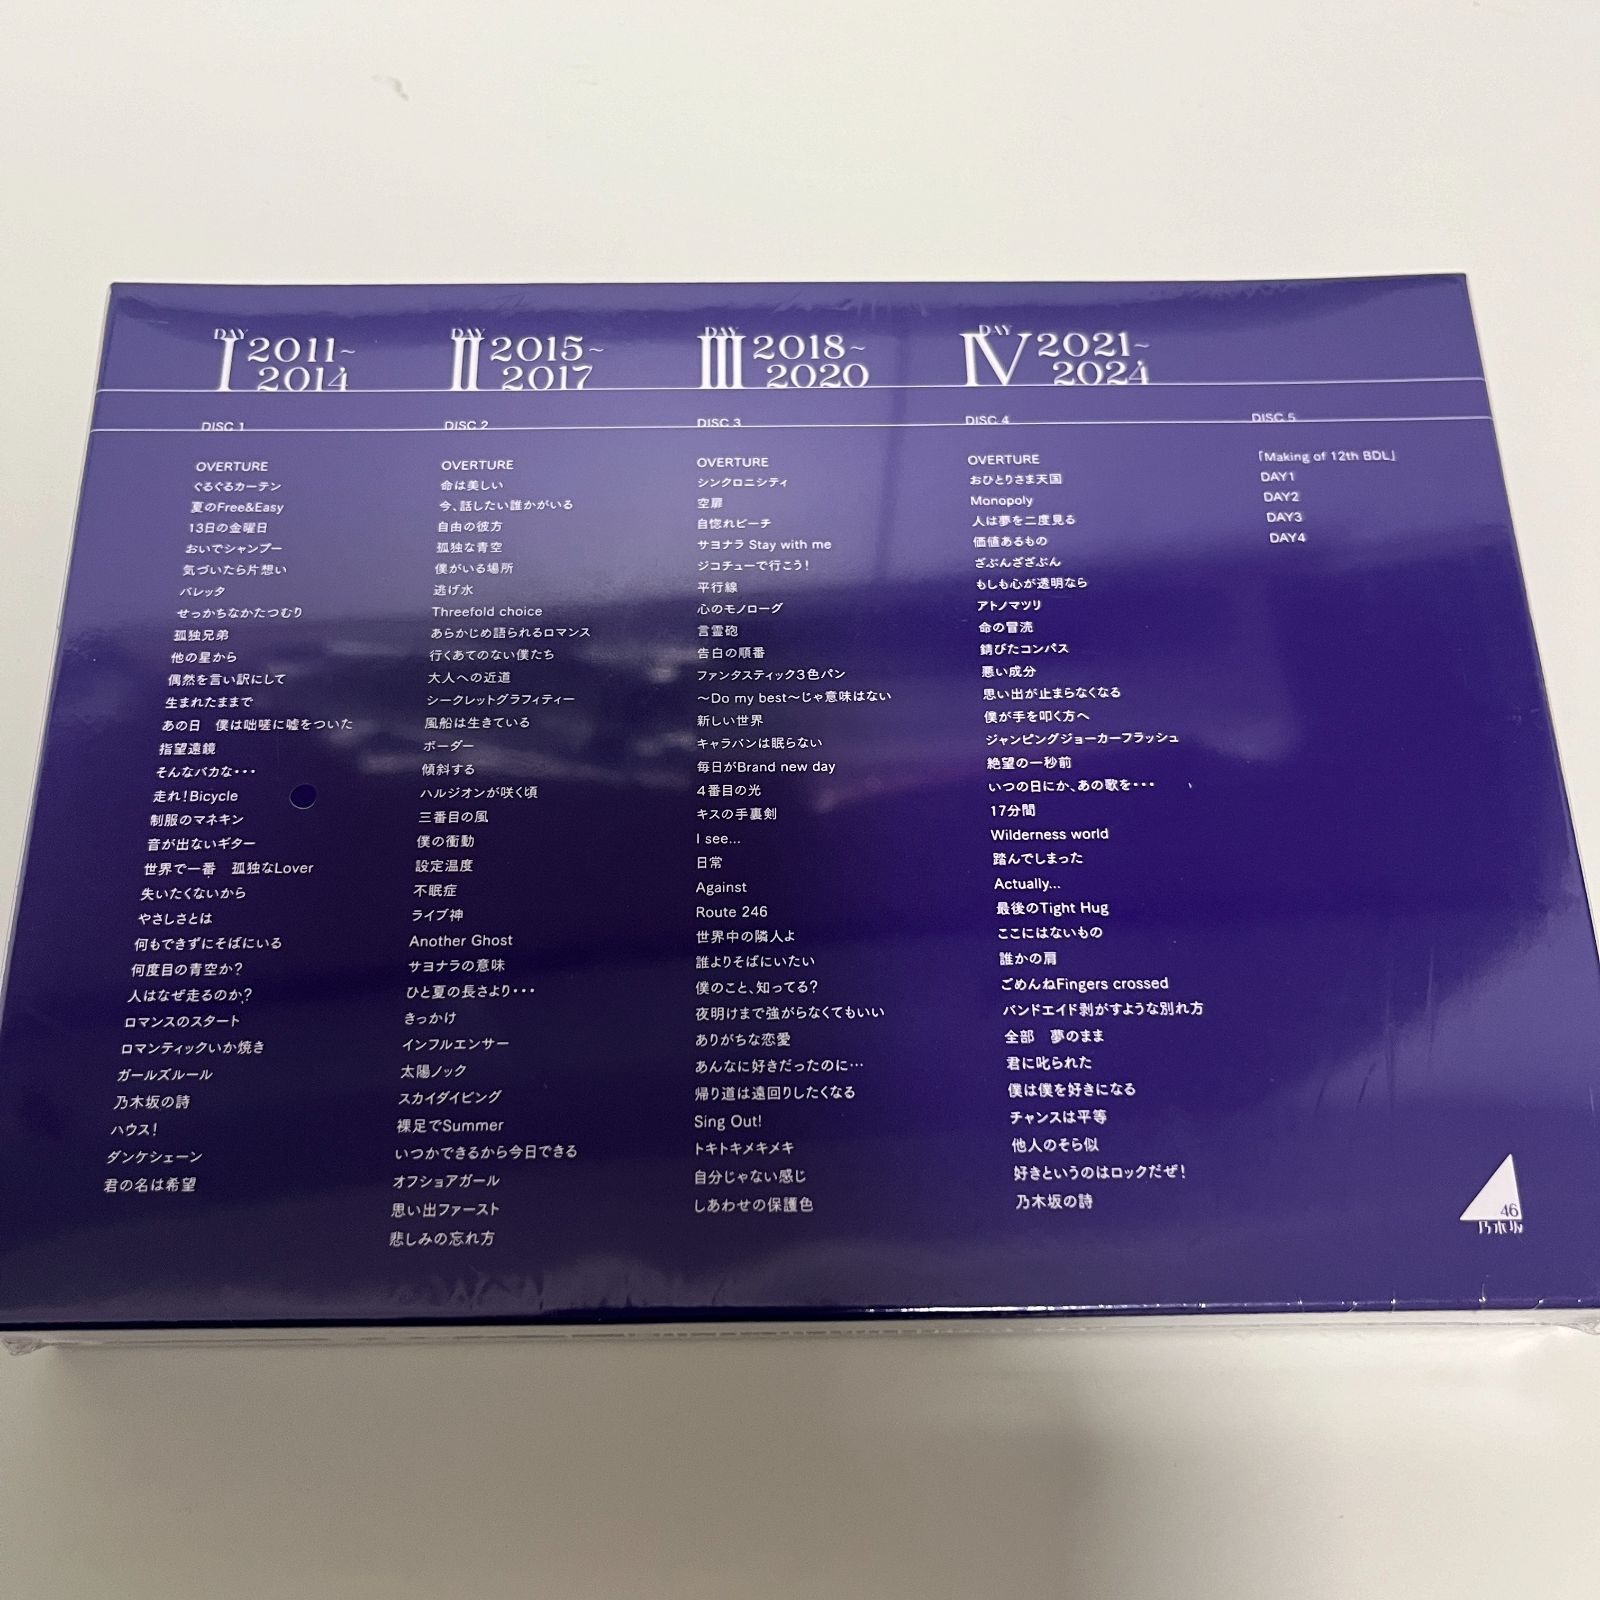 DAY
I 2011~
2014
DISC 1
OVERTURE
ぐるぐるカーテン
夏のFree&Easy
13日の金曜日
おいでシャンプー
気づいたら片想い
バレッタ
せっかちなかたつむり
孤独兄弟
他の星から
偶然を言い訳にして
生まれたままで
あの日 僕は咄嗟に嘘をついた
指望遠鏡
そんなバカな・・・
走れ！Bicycle
制服のマネキン
音が出ないギター
世界で一番 孤独なLover
失いたくないから
やさしさとは
何もできずにそばにいる
何度目の青空か？
人はなぜ走るのか？
ロマンスのスタート
ロマンティックいか焼き
ガールズルール
乃木坂の詩
ハウス！
ダンケシェーン
君の名は希望
DAY
II 2015~
2017
DISC 2
OVERTURE
命は美しい
今、話したい誰かがいる
自由の彼方
孤独な青空
僕がいる場所
逃げ水
Threefold choice
あらかじめ語られるロマンス
行くあてのない僕たち
大人への近道
シークレットグラフィティー
風船は生きている
ボーダー
傾斜する
ハルジオンが咲く頃
三番目の風
僕の衝動
設定温度
不眠症
ライブ神
Another Ghost
サヨナラの意味
ひと夏の長さより・・・
きっかけ
インフルエンサー
太陽ノック
スカイダイビング
裸足でSummer
いつかできるから今日できる
オフショアガール
思い出ファースト
悲しみの忘れ方
DAY
III 2018~
2020
DISC 3
OVERTURE
シンクロニシティ
空扉
自惚れビーチ
サヨナラ Stay with me
ジコチューで行こう！
平行線
心のモノローグ
言霊砲
告白の順番
ファンタスティック３色パン
～Do my best～じゃ意味はない
新しい世界
キャラバンは眠らない
毎日がBrand new day
４番目の光
キスの手裏剣
I see...
日常
Against
Route 246
世界中の隣人よ
誰よりそばにいたい
僕のこと、知ってる？
夜明けまで強がらなくてもいい
ありがちな恋愛
あんなに好きだったのに…
帰り道は遠回りしたくなる
Sing Out!
トキトキメキメキ
自分じゃない感じ
しあわせの保護色
DAY
IV 2021~
2024
DISC 4
OVERTURE
おひとりさま天国
Monopoly
人は夢を二度見る
価値あるもの
ざぶんざざぶん
もしも心が透明なら
アトノマツリ
命の冒涜
錆びたコンパス
悪い成分
思い出が止まらなくなる
僕が手を叩く方へ
ジャンピングジョーカーフラッシュ
絶望の一秒前
いつの日にか、あの歌を・・・
17分間
Wilderness world
踏んでしまった
Actually...
最後のTight Hug
ここにはないもの
誰かの肩
ごめんねFingers crossed
バンドエイド剥がすような別れ方
全部 夢のまま
君に叱られた
僕は僕を好きになる
チャンスは平等
他人のそら似
好きというのはロックだぜ！
乃木坂の詩
DISC 5
「Making of 12th BDL」
DAY1
DAY2
DAY3
DAY4
46
乃木坂